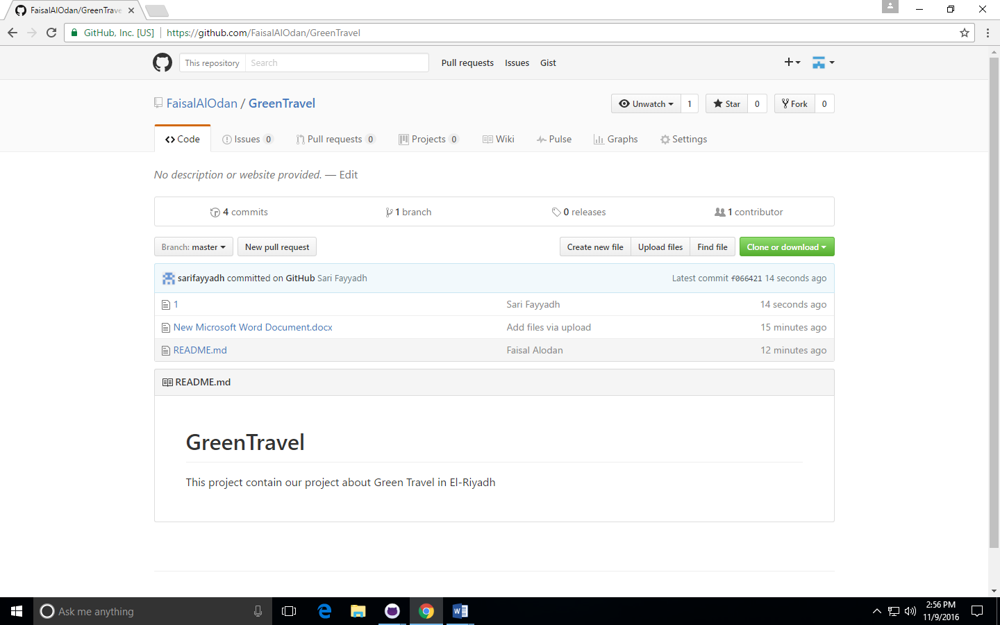 FaisalAlOdan/GreenTrave
GitHub, Inc. [US] https://github.com/FaisalAlOdan/GreenTravel
This repository Search Pull requests Issues Gist
FaisalAlOdan / GreenTravel Unwatch 1 Star 0 Fork 0
Code Issues 0 Pull requests 0 Projects 0 Wiki Pulse Graphs Settings
No description or website provided. — Edit
4 commits 1 branch 0 releases 1 contributor
Branch: master New pull request Create new file Upload files Find file Clone or download
sarifayyadh committed on GitHub Sari Fayyadh Latest commit f066421 14 seconds ago
1 Sari Fayyadh 14 seconds ago
New Microsoft Word Document.docx Add files via upload 15 minutes ago
README.md Faisal Alodan 12 minutes ago
README.md
GreenTravel
This project contain our project about Green Travel in El-Riyadh
Ask me anything
2:56 PM
11/9/2016